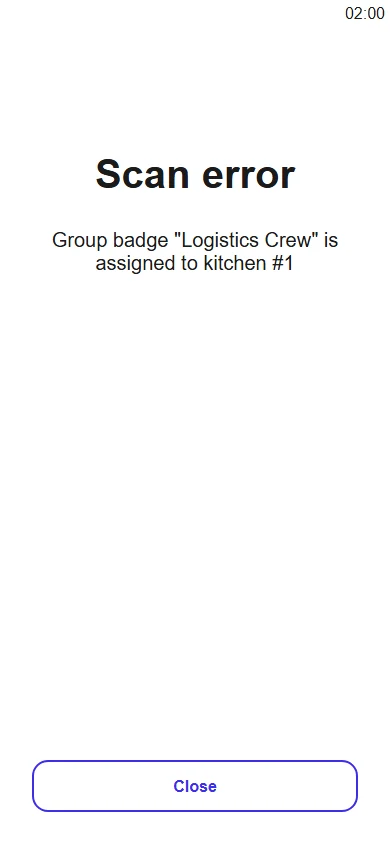 02:00
Scan error
Group badge "Logistics Crew" is
assigned to kitchen #1
Close